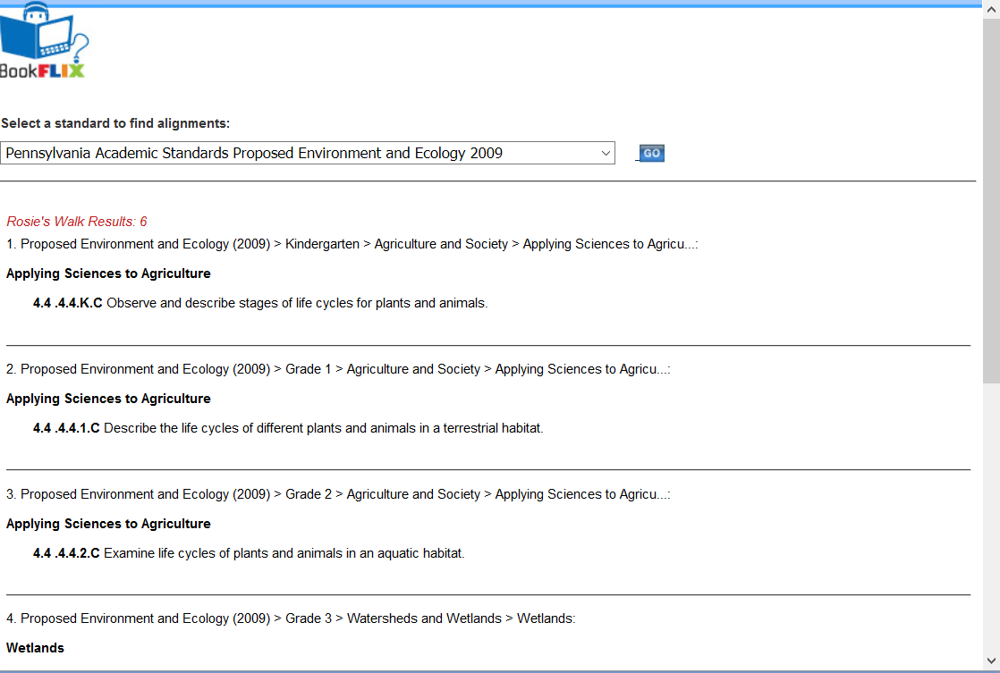 BookFLIX
Select a standard to find alignments:
Pennsylvania Academic Standards Proposed Environment and Ecology 2009
GO
Rosie's Walk Results: 6
1. Proposed Environment and Ecology (2009) > Kindergarten > Agriculture and Society > Applying Sciences to Agricu...:
Applying Sciences to Agriculture
4.4 .4.4.K.C Observe and describe stages of life cycles for plants and animals.
2. Proposed Environment and Ecology (2009) > Grade 1 > Agriculture and Society > Applying Sciences to Agricu...:
Applying Sciences to Agriculture
4.4 .4.4.1.C Describe the life cycles of different plants and animals in a terrestrial habitat.
3. Proposed Environment and Ecology (2009) > Grade 2 > Agriculture and Society > Applying Sciences to Agricu...:
Applying Sciences to Agriculture
4.4 .4.4.2.C Examine life cycles of plants and animals in an aquatic habitat.
4. Proposed Environment and Ecology (2009) > Grade 3 > Watersheds and Wetlands > Wetlands:
Wetlands